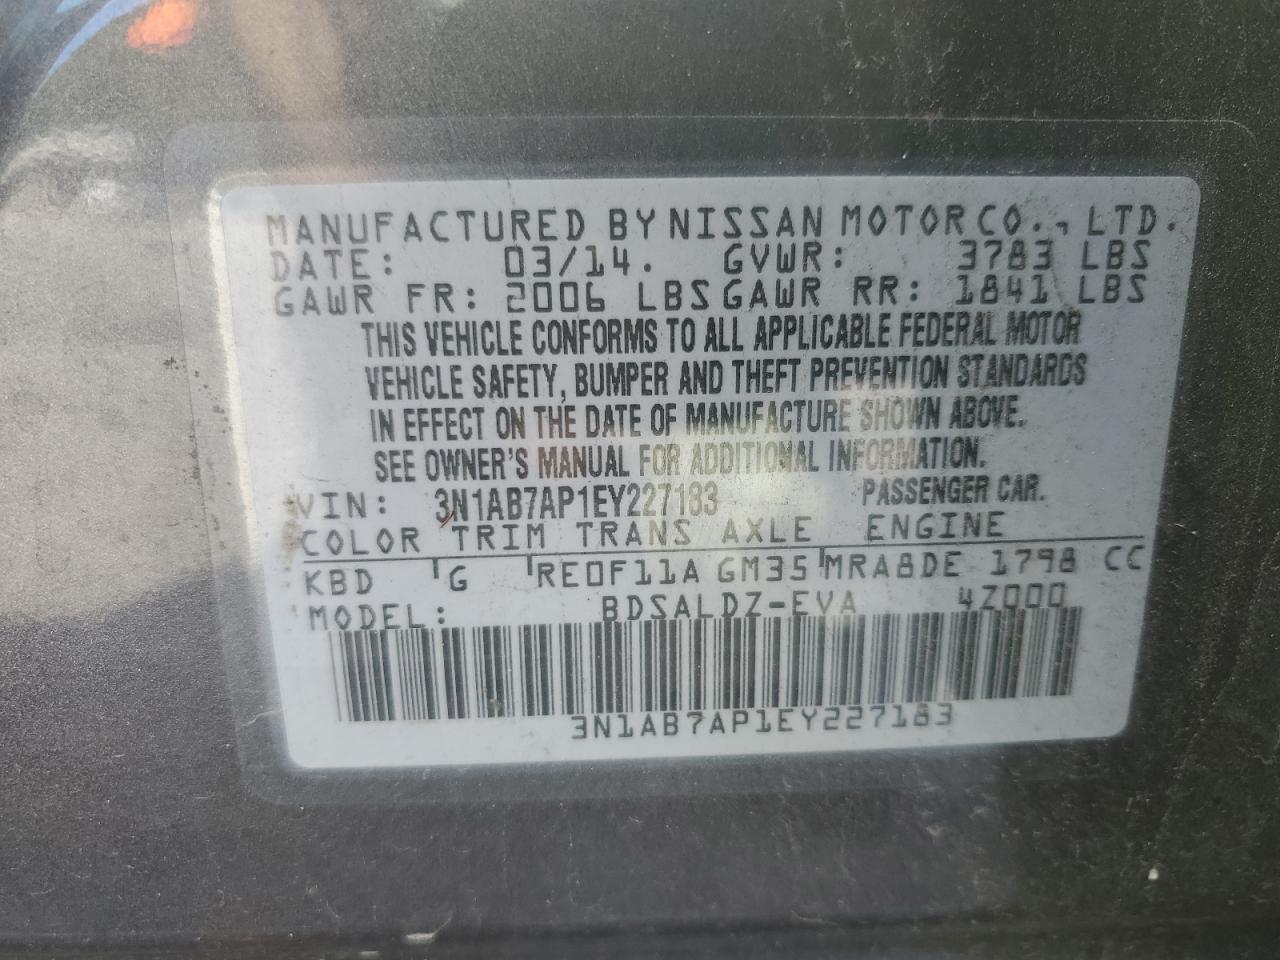 MANUFACTURED BY NISSAN MOTOR CO., LTD.
DATE: 03/14. GVWR: 3783 LBS
GAWR FR: 2006 LBS GAWR RR: 1841 LBS
THIS VEHICLE CONFORMS TO ALL APPLICABLE FEDERAL MOTOR
VEHICLE SAFETY, BUMPER AND THEFT PREVENTION STANDARDS
IN EFFECT ON THE DATE OF MANUFACTURE SHOWN ABOVE.
SEE OWNER'S MANUAL FOR ADDITIONAL INFORMATION.
VIN: 3N1AB7AP1EY227183 PASSENGER CAR.
COLOR TRIM TRANS AXLE ENGINE
KBD G RE0F11A GM35 MRA8DE 1798 CC
MODEL: BDSALDZ-EVA 4Z000
3N1AB7AP1EY227183